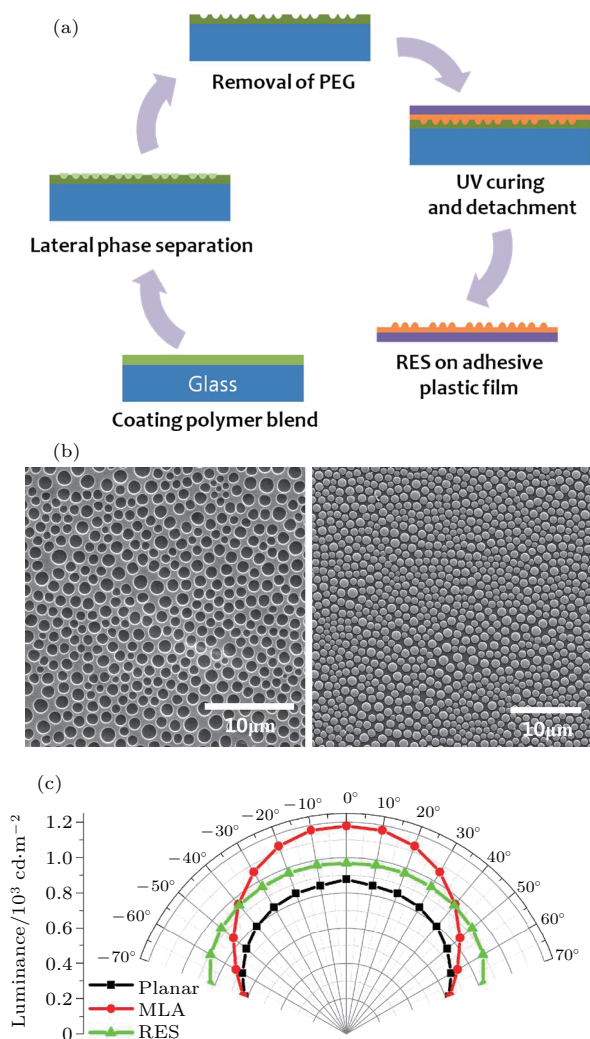 (a)
Removal of PEG
UV curing
and detachment
Lateral phase separation
RES on adhesive
plastic film
Glass
Coating polymer blend
(b)
10μm
10μm
(c)
Luminance/10³ cd·m⁻²
1.2
1.0
0.8
0.6
0.4
0.2
0
−70°
−60°
−50°
−40°
−30°
−20°
−10°
0°
10°
20°
30°
40°
50°
60°
70°
Planar
MLA
RES